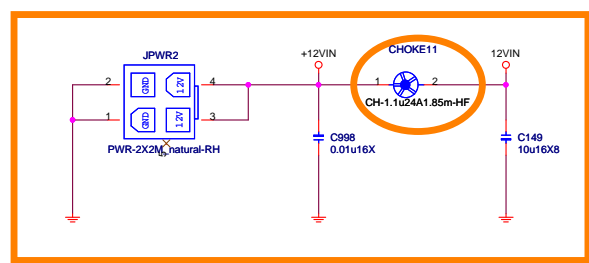 JPWR2
+12VIN
CHOKE11
12VIN
2
GND
12V
4
1
2
CH-1.1u24A1.85m-HF
1
GND
12V
3
PWR-2X2M_natural-RH
C998
0.01u16X
C149
10u16X8